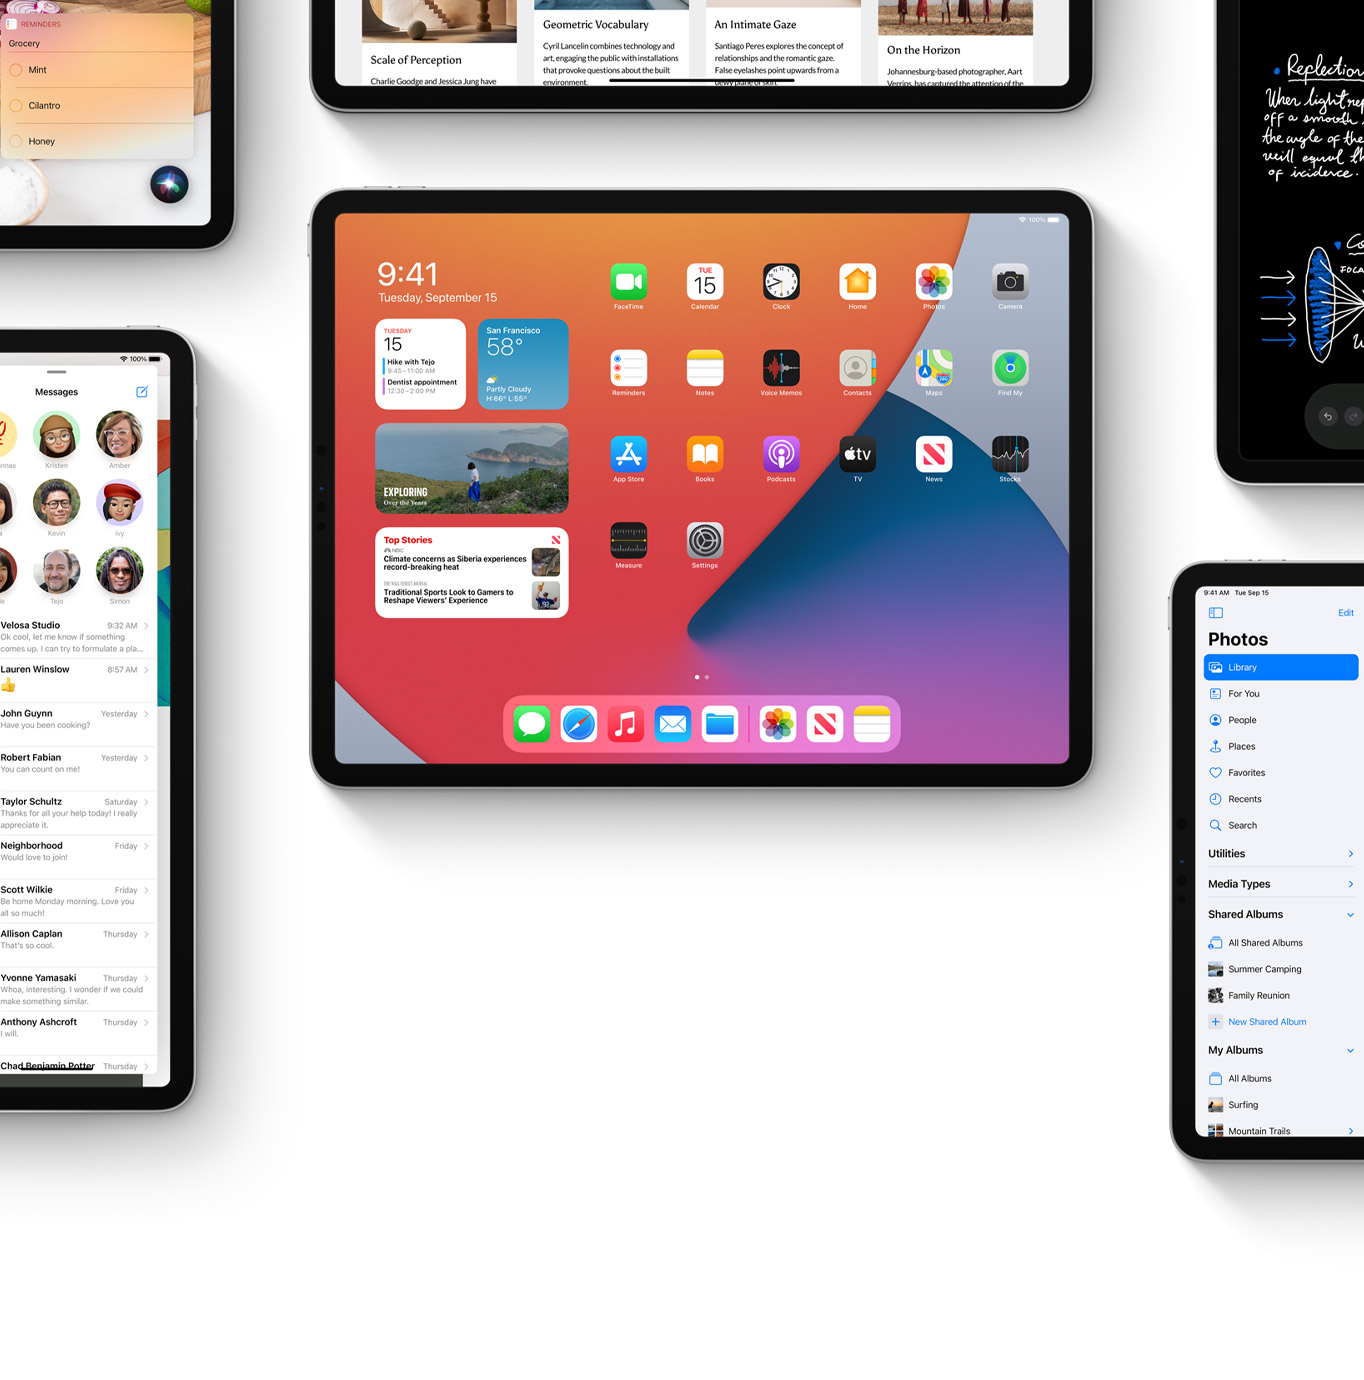 REMINDERS
Grocery
Mint
Cilantro
Honey
Scale of Perception
Charlie Goodge and Jessica Jung have
Geometric Vocabulary
Cyril Lancelin combines technology and
art, engaging the public with installations
that provoke questions about the built
environment.
An Intimate Gaze
Santiago Peres explores the concept of
relationships and the romantic gaze.
False eyelashes point upwards from a
dewy plane of skin.
On the Horizon
Johannesburg-based photographer, Aart
Verrips, has captured the attention of the
Reflection
When light
off a smooth
the angle of the
will equal th
of incidence.
FOCA
100%
9:41
Tuesday, September 15
TUESDAY
15
Hike with Tejo
9:45–11:00 AM
Dentist appointment
12:30–2:00 PM
San Francisco
58°
Partly Cloudy
H:66° L:55°
EXPLORING
Over the Years
Top Stories
NBC
Climate concerns as Siberia experiences
record-breaking heat
THE WALL STREET JOURNAL
Traditional Sports Look to Gamers to
Reshape Viewers' Experience
FaceTime
TUE
15
Calendar
Clock
Home
Photos
Camera
Reminders
Notes
Voice Memos
Contacts
280
Maps
Find My
App Store
Books
Podcasts
tv
TV
News
Stocks
Measure
Settings
100%
Messages
Kristen
Amber
Kevin
Ivy
Tejo
Simon
Velosa Studio 9:32 AM
Ok cool, let me know if something
comes up. I can try to formulate a pla...
Lauren Winslow 8:57 AM
👍
John Guynn Yesterday
Have you been cooking?
Robert Fabian Yesterday
You can count on me!
Taylor Schultz Saturday
Thanks for all your help today! I really
appreciate it.
Neighborhood Friday
Would love to join!
Scott Wilkie Friday
Be home Monday morning. Love you
all so much!
Allison Caplan Thursday
That's so cool.
Yvonne Yamasaki Thursday
Whoa, interesting. I wonder if we could
make something similar.
Anthony Ashcroft Thursday
I will.
Chad Benjamin Potter Thursday
9:41 AM Tue Sep 15
Edit
Photos
Library
For You
People
Places
Favorites
Recents
Search
Utilities
Media Types
Shared Albums
All Shared Albums
Summer Camping
Family Reunion
New Shared Album
My Albums
All Albums
Surfing
Mountain Trails